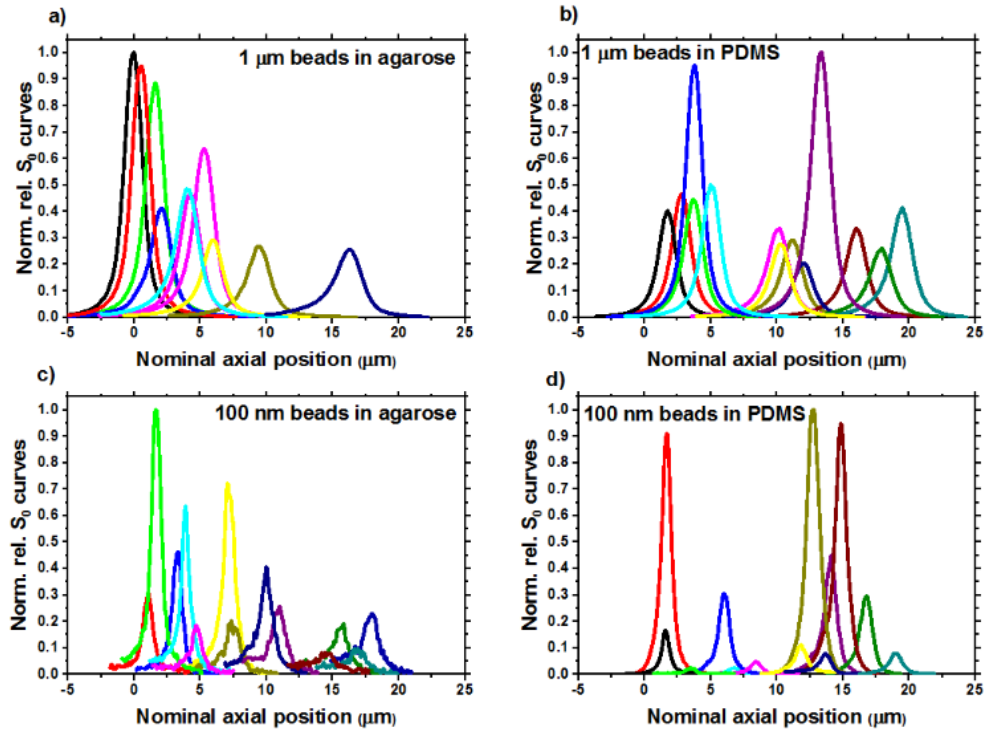 a)
1 µm beads in agarose
Norm. rel. S₀ curves
1.0
0.9
0.8
0.7
0.6
0.5
0.4
0.3
0.2
0.1
0.0
-5 0 5 10 15 20 25
Nominal axial position (µm)
b)
1 µm beads in PDMS
Norm. rel. S₀ curves
1.0
0.9
0.8
0.7
0.6
0.5
0.4
0.3
0.2
0.1
0.0
-5 0 5 10 15 20 25
Nominal axial position (µm)
c)
100 nm beads in agarose
Norm. rel. S₀ curves
1.0
0.9
0.8
0.7
0.6
0.5
0.4
0.3
0.2
0.1
0.0
-5 0 5 10 15 20 25
Nominal axial position (µm)
d)
100 nm beads in PDMS
Norm. rel. S₀ curves
1.0
0.9
0.8
0.7
0.6
0.5
0.4
0.3
0.2
0.1
0.0
-5 0 5 10 15 20 25
Nominal axial position (µm)